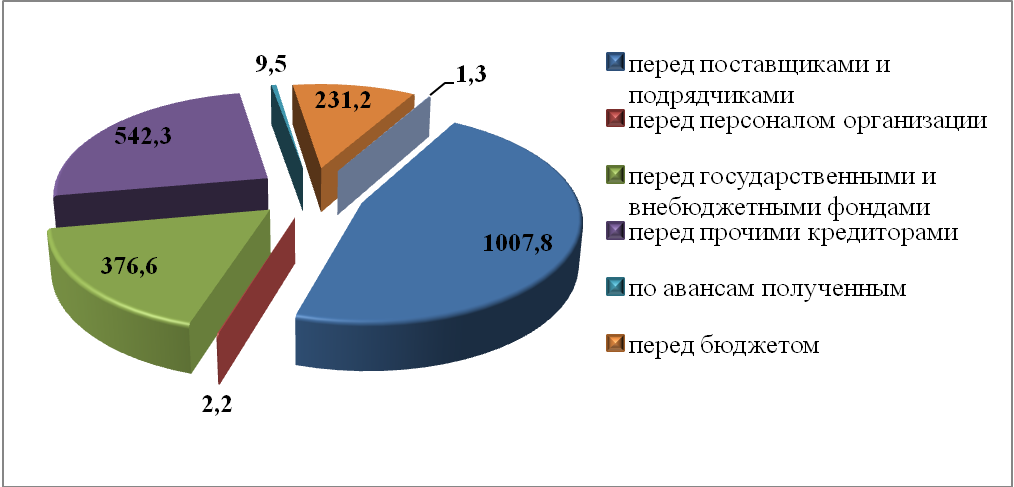 9,5
1,3
231,2
542,3
1007,8
376,6
2,2
перед поставщиками и
подрядчиками
перед персоналом организации
перед государственными и
внебюджетными фондами
перед прочими кредиторами
по авансам полученным
перед бюджетом